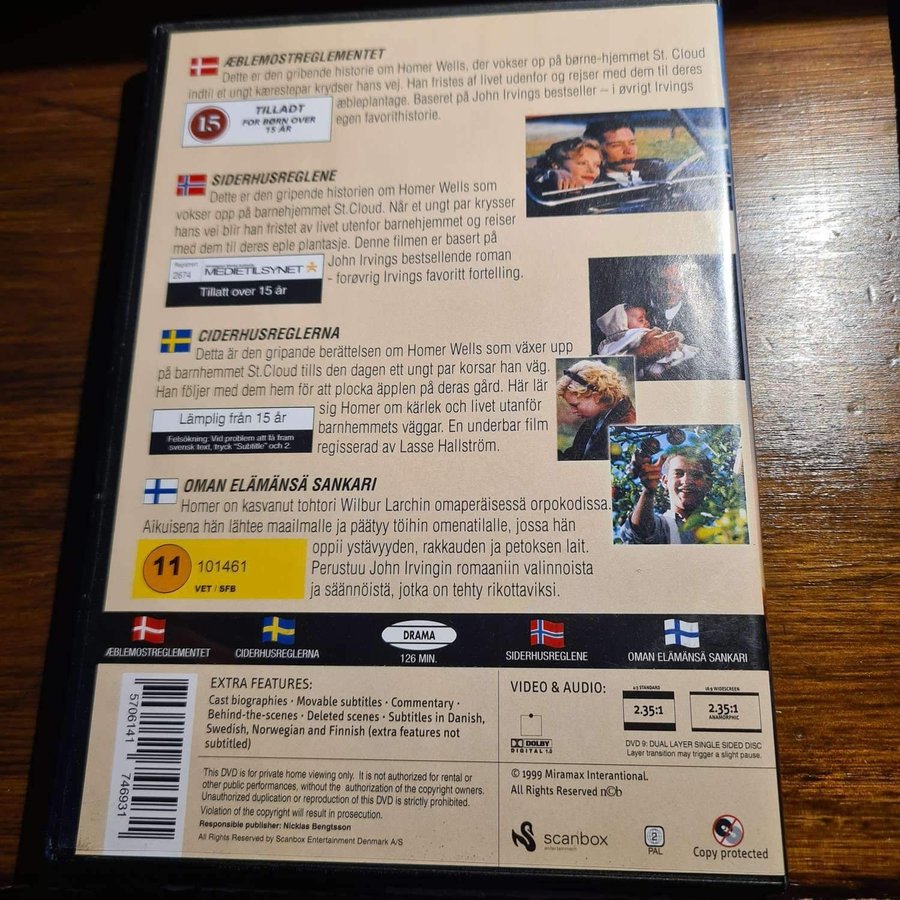 ÆBLEMOSTREGLEMENTET
Dette er den gribende historie om Homer Wells, der vokser op på børne-hjemmet St. Cloud
indtil et ungt kærestepar krydser hans vej. Han fristes af livet udenfor og rejser med dem til deres
æbleplantage. Baseret på John Irvings bestseller – i øvrigt Irvings
egen favorithistorie.
15
TILLADT
FOR BØRN OVER
15 ÅR
SIDERHUSREGLENE
Dette er den gripende historien om Homer Wells som
vokser opp på barnehjemmet St.Cloud. Når et ungt par krysser
hans vei blir han fristet av livet utenfor barnehjemmet og reiser
med dem til deres eple plantasje. Denne filmen er basert på
John Irvings bestsellende roman
- forøvrig Irvings favoritt fortelling.
Registrert
2674
MEDIETILSYNET
Tillatt over 15 år
CIDERHUSREGLERNA
Detta är den gripande berättelsen om Homer Wells som växer upp
på barnhemmet St.Cloud tills den dagen ett ungt par korsar han väg.
Han följer med dem hem för att plocka äpplen på deras gård. Här lär
sig Homer om kärlek och livet utanför
barnhemmets väggar. En underbar film
regisserad av Lasse Hallström.
Lämplig från 15 år
Felsökning: Vid problem att få fram
svensk text, tryck "Subtitle" och 2.
OMAN ELÄMÄNSÄ SANKARI
Homer on kasvanut tohtori Wilbur Larchin omaperäisessä orpokodissa.
Aikuisena hän lähtee maailmalle ja päätyy töihin omenatilalle, jossa hän
oppii ystävyyden, rakkauden ja petoksen lait.
Perustuu John Irvingin romaaniin valinnoista
ja säännöistä, jotka on tehty rikottaviksi.
11
101461
VET / SFB
ÆBLEMOSTREGLEMENTET
CIDERHUSREGLERNA
DRAMA
126 MIN.
SIDERHUSREGLENE
OMAN ELÄMÄNSÄ SANKARI
5706141 746931
EXTRA FEATURES:
Cast biographies · Movable subtitles · Commentary ·
Behind-the-scenes · Deleted scenes · Subtitles in Danish,
Swedish, Norwegian and Finnish (extra features not
subtitled)
This DVD is for private home viewing only. It is not authorized for rental or
other public performances, without the authorization of the copyright owners.
Unauthorized duplication or reproduction of this DVD is strictly prohibited.
Violation of the copyright will result in prosecution.
Responsible publisher: Nicklas Bengtsson
All Rights Reserved by Scanbox Entertainment Denmark A/S
VIDEO & AUDIO:
DOLBY
DIGITAL
4:3 STANDARD
2.35:1
16:9 WIDESCREEN
2.35:1
ANAMORPHIC
DVD 9: DUAL LAYER SINGLE SIDED DISC
Layer transition may trigger a slight pause.
© 1999 Miramax Interantional.
All Rights Reserved n©b
scanbox
entertainment
2
PAL
Copy protected